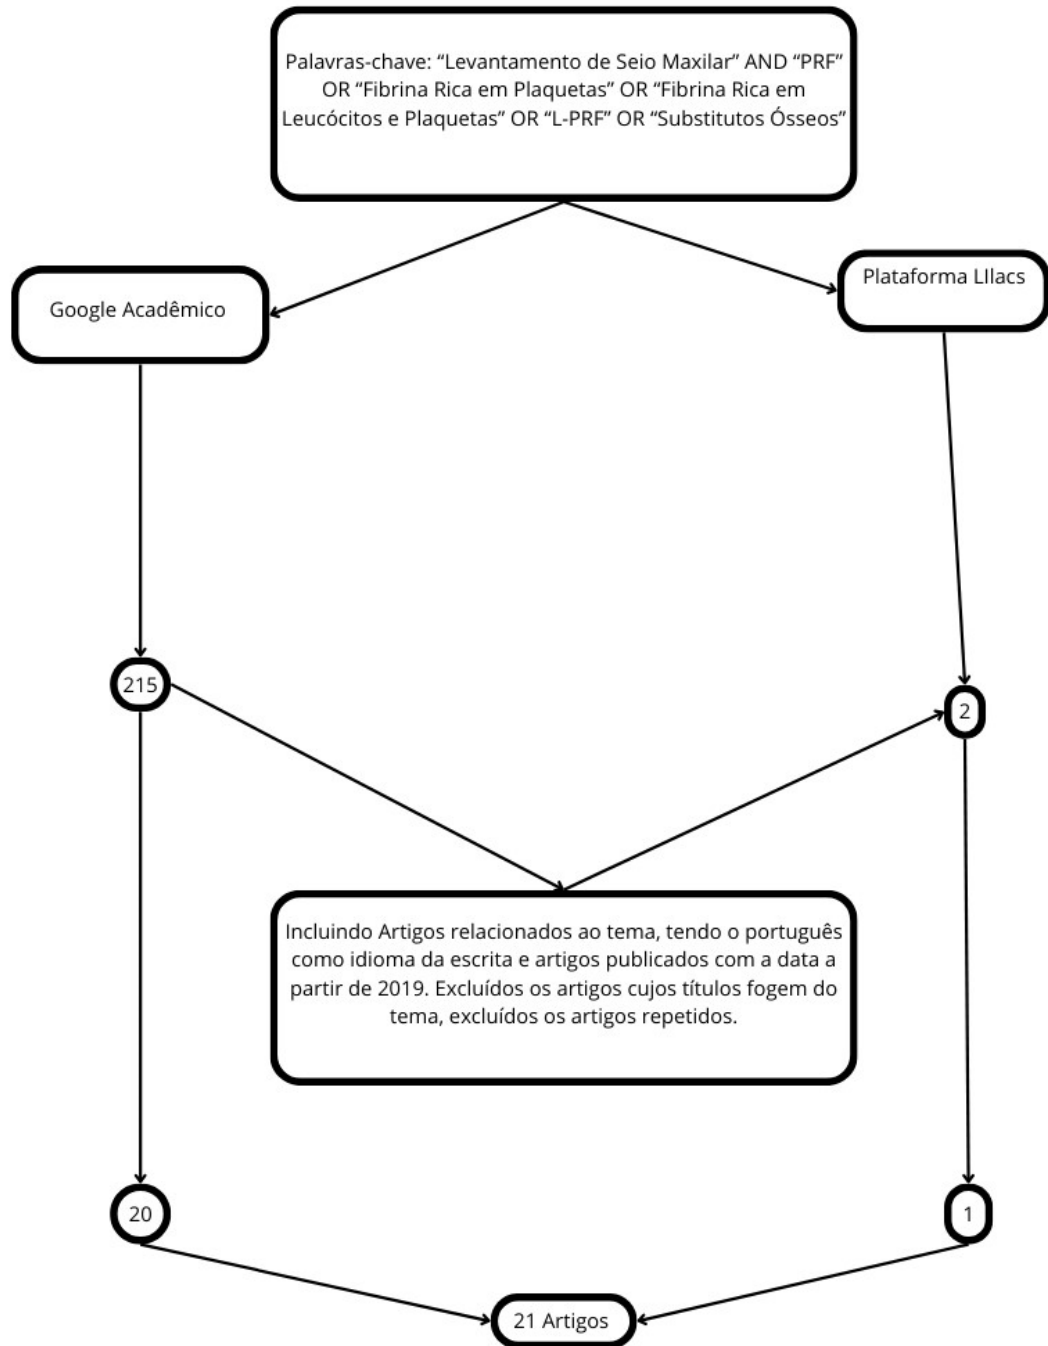 Palavras-chave: “Levantamento de Seio Maxilar” AND “PRF”
OR “Fibrina Rica em Plaquetas” OR “Fibrina Rica em
Leucócitos e Plaquetas” OR “L-PRF” OR “Substitutos Ósseos”
Google Acadêmico
Plataforma LIlacs
215
2
Incluindo Artigos relacionados ao tema, tendo o português
como idioma da escrita e artigos publicados com a data a
partir de 2019. Excluídos os artigos cujos títulos fogem do
tema, excluídos os artigos repetidos.
20
1
21 Artigos